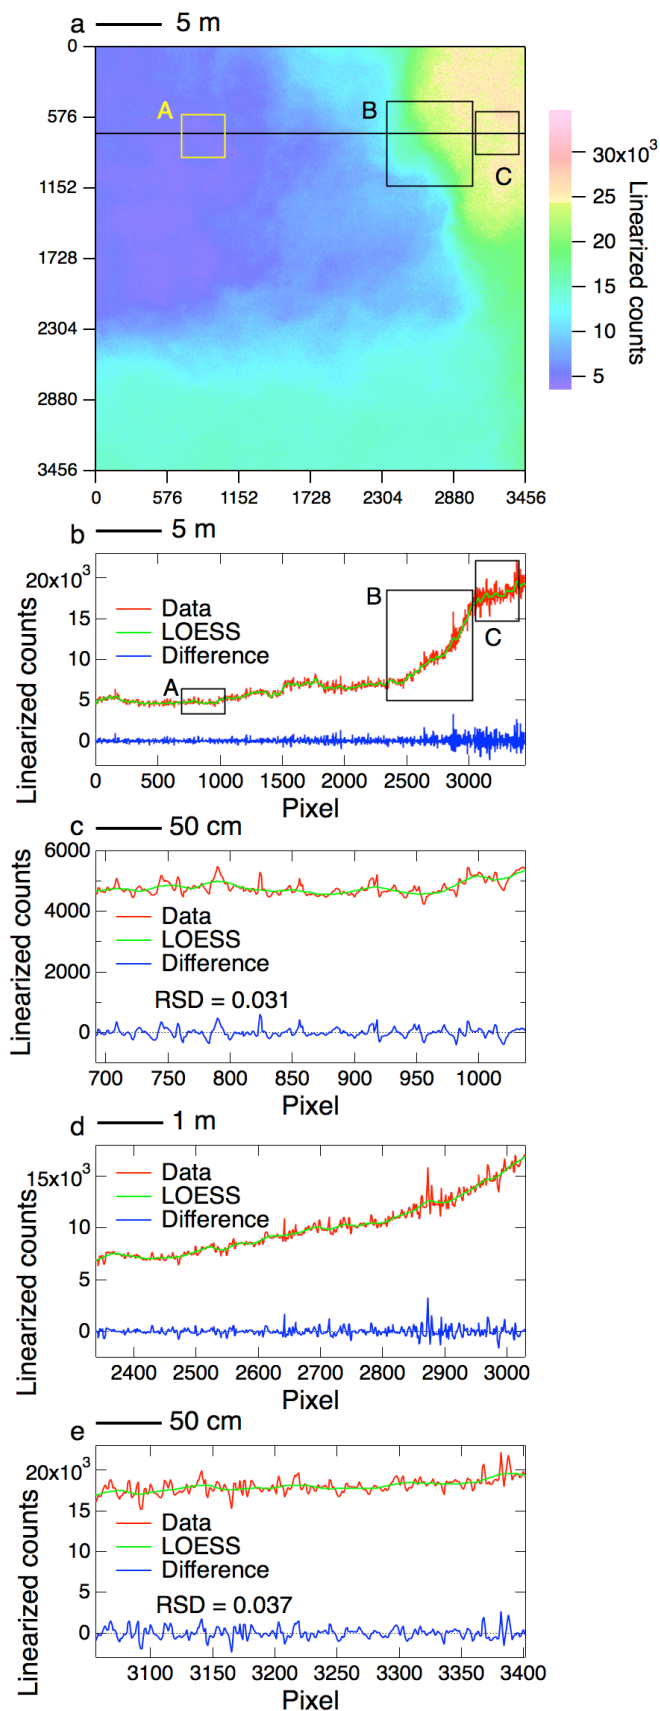 a 5 m
0
576
1152
1728
2304
2880
3456
0 576 1152 1728 2304 2880 3456
A
B
C
30x10³
25
20
15
10
5
Linearized counts
b 5 m
20x10³
15
10
5
0
Linearized counts
Data
LOESS
Difference
A
B
C
0 500 1000 1500 2000 2500 3000
Pixel
c 50 cm
6000
4000
2000
0
Linearized counts
Data
LOESS
Difference
RSD = 0.031
700 750 800 850 900 950 1000
Pixel
d 1 m
15x10³
10
5
0
Linearized counts
Data
LOESS
Difference
2400 2500 2600 2700 2800 2900 3000
Pixel
e 50 cm
20x10³
15
10
5
0
Linearized counts
Data
LOESS
Difference
RSD = 0.037
3100 3150 3200 3250 3300 3350 3400
Pixel